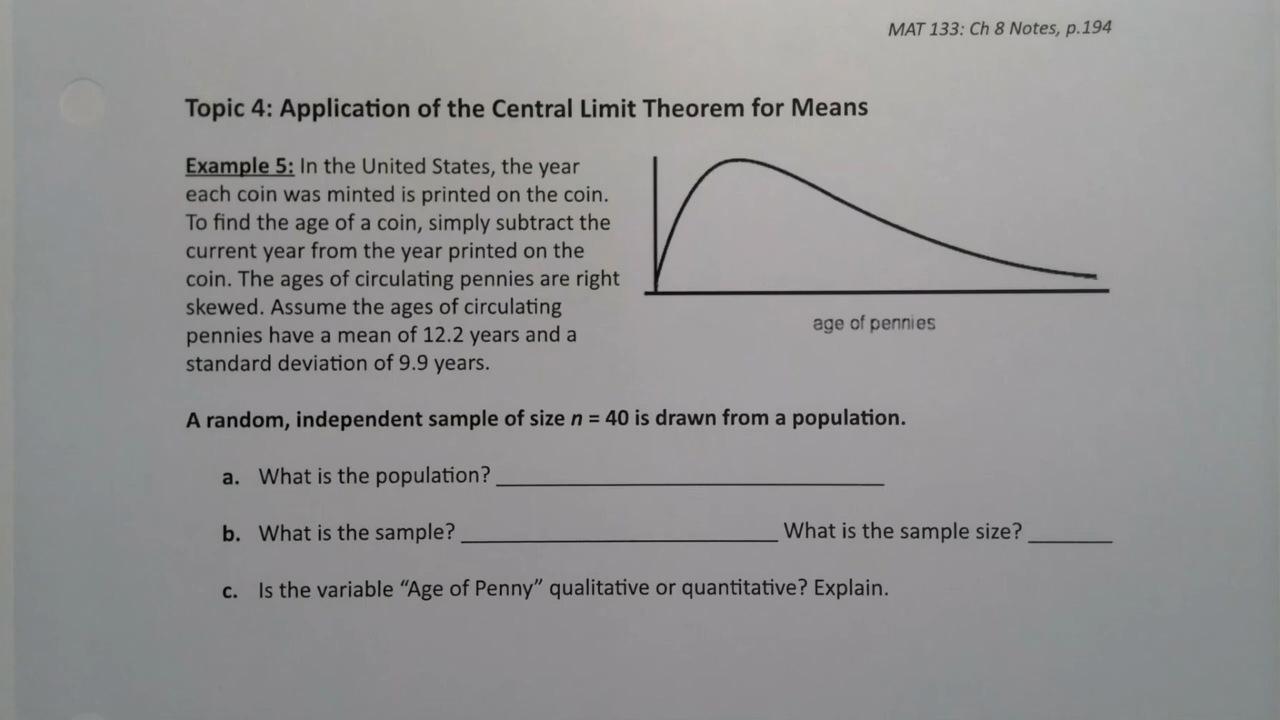 MAT 133: Ch 8 Notes, p.194
Topic 4: Application of the Central Limit Theorem for Means
Example 5: In the United States, the year
each coin was minted is printed on the coin.
To find the age of a coin, simply subtract the
current year from the year printed on the
coin. The ages of circulating pennies are right
skewed. Assume the ages of circulating
pennies have a mean of 12.2 years and a
standard deviation of 9.9 years.
age of pennies
A random, independent sample of size n = 40 is drawn from a population.
a. What is the population?
b. What is the sample? What is the sample size?
c. Is the variable “Age of Penny” qualitative or quantitative? Explain.